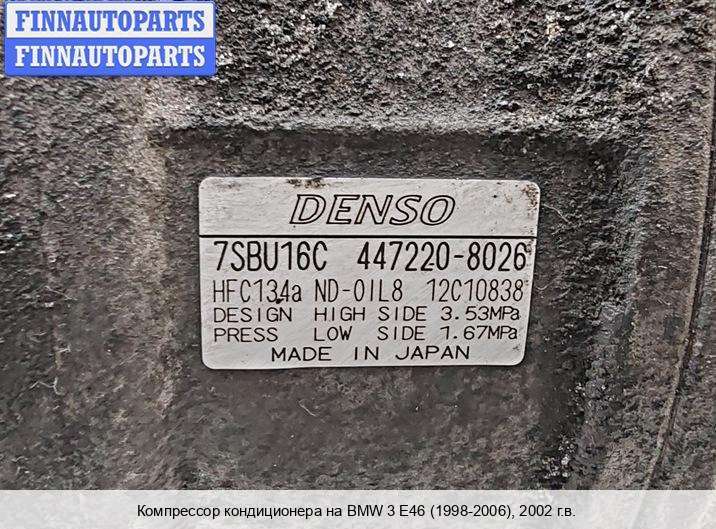 FINNAUTOPARTS
FINNAUTOPARTS
DENSO
7SBU16C 447220-8026
HFC134a ND-OIL8 12C10838
DESIGN HIGH SIDE 3.53MPa
PRESS LOW SIDE 1.67MPa
MADE IN JAPAN
Компрессор кондиционера на BMW 3 E46 (1998-2006), 2002 г.в.